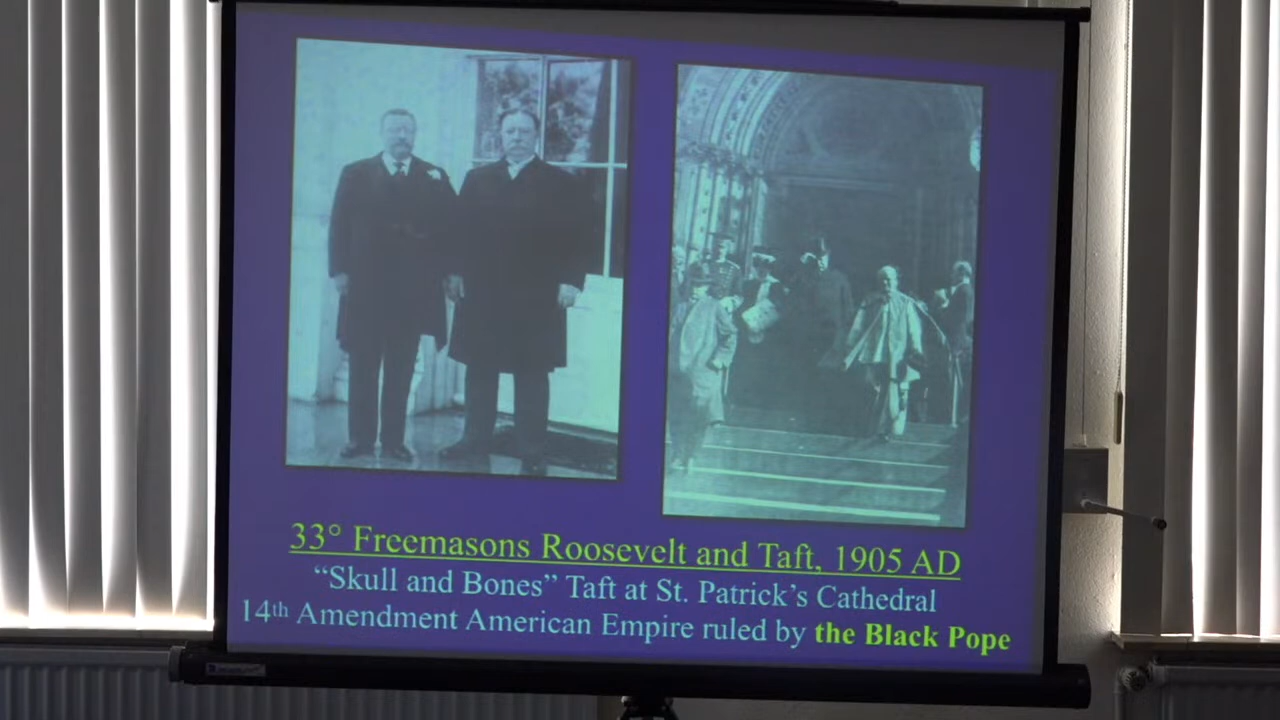 33° Freemasons Roosevelt and Taft, 1905 AD
“Skull and Bones” Taft at St. Patrick’s Cathedral
14th Amendment American Empire ruled by the Black Pope